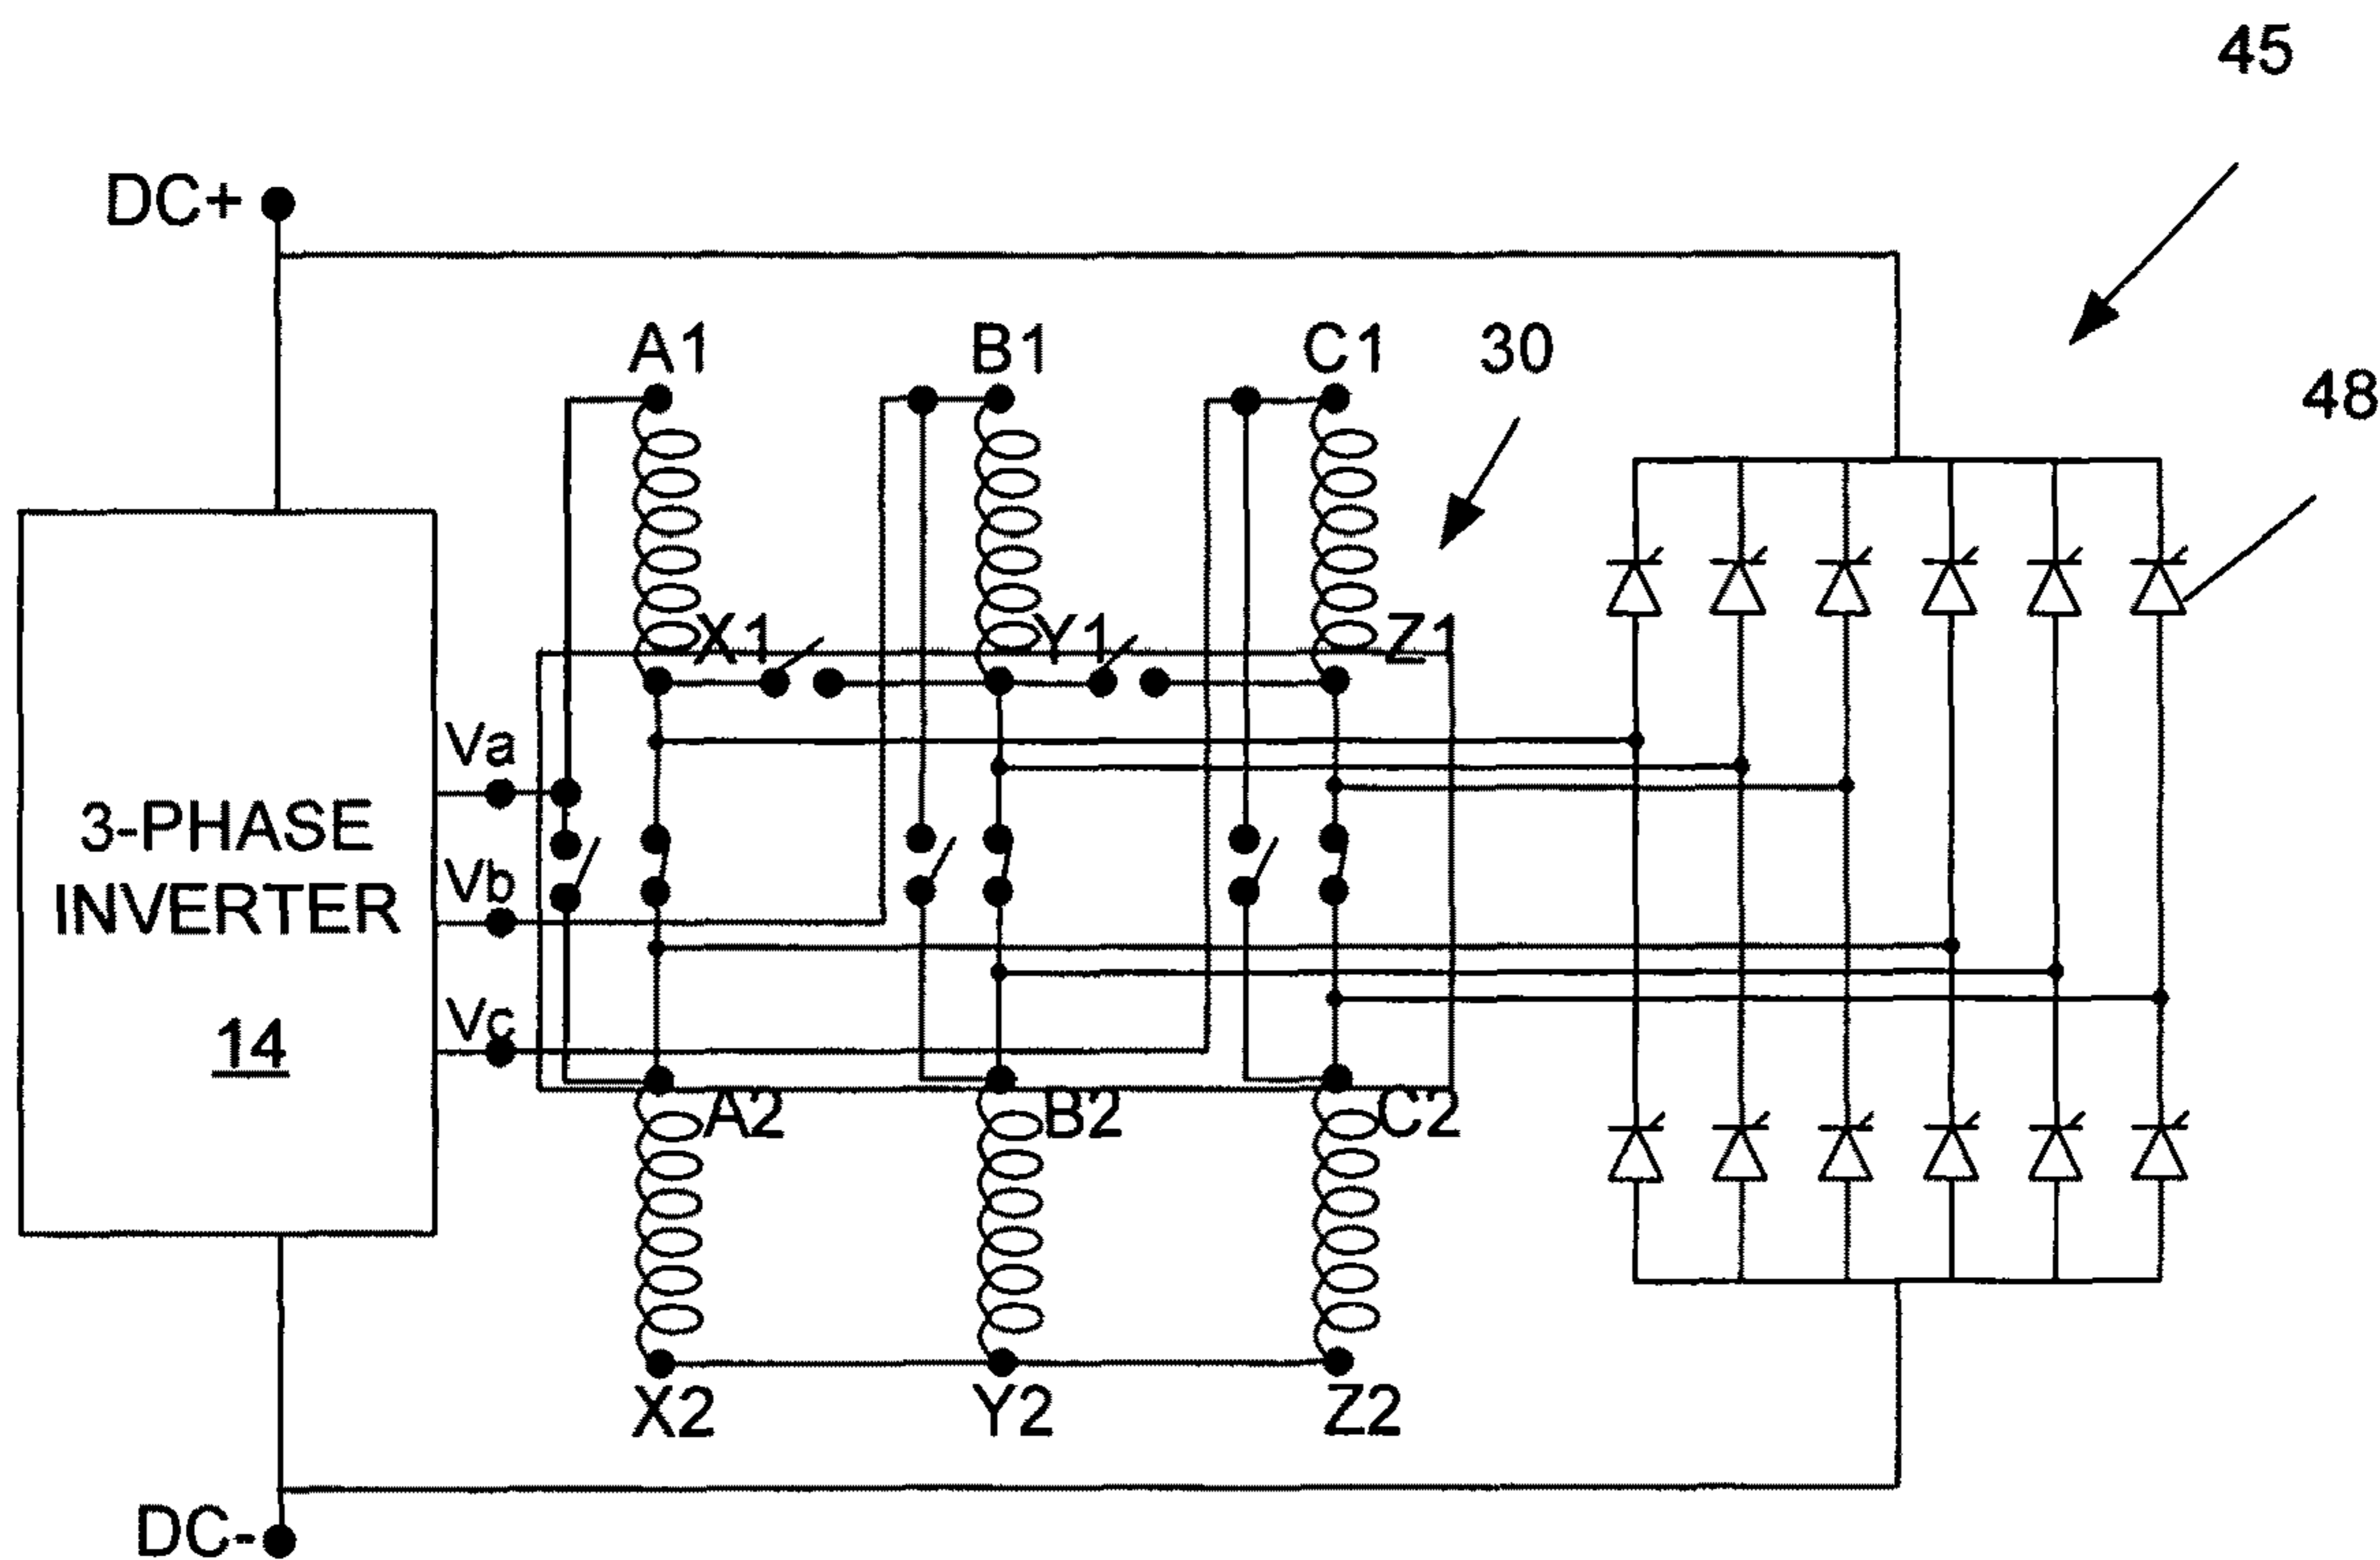 45
DC+
A1
B1
C1
30
48
X1
Y1
Z1
Va
3-PHASE
INVERTER
Vb
14
Vc
A2
B2
C2
X2
Y2
Z2
DC-